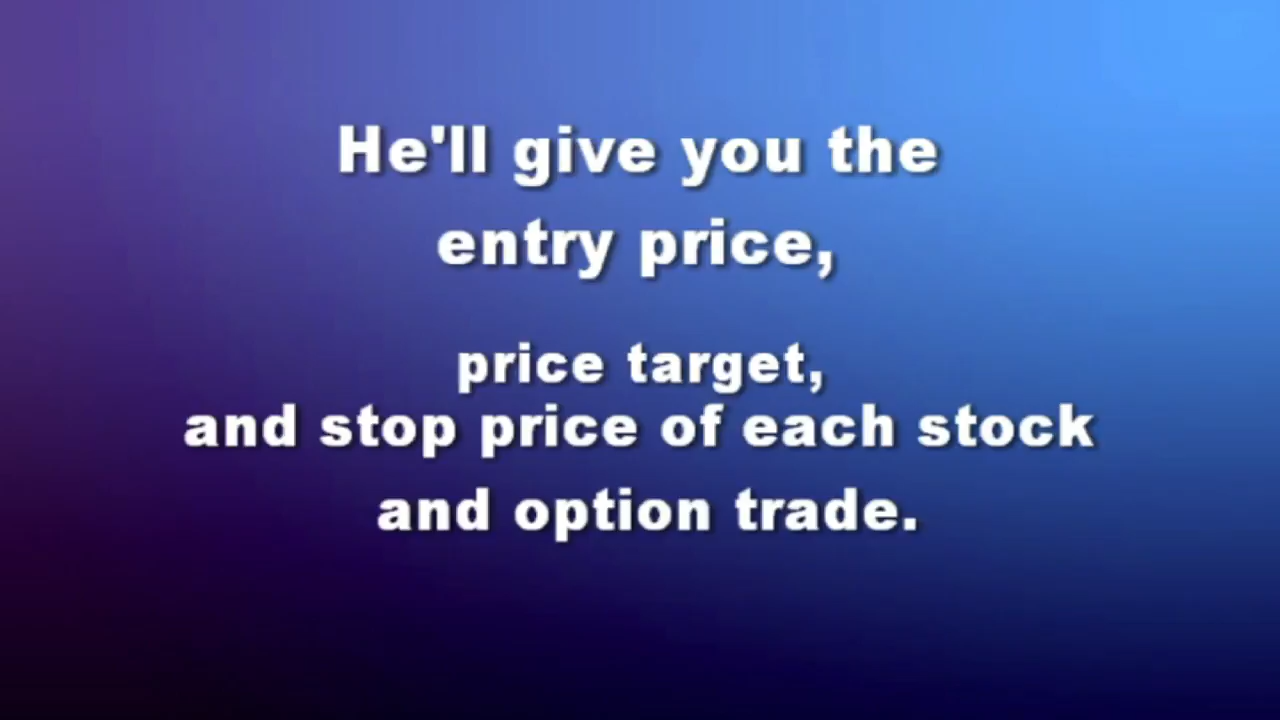 He'll give you the
entry price,
price target,
and stop price of each stock
and option trade.